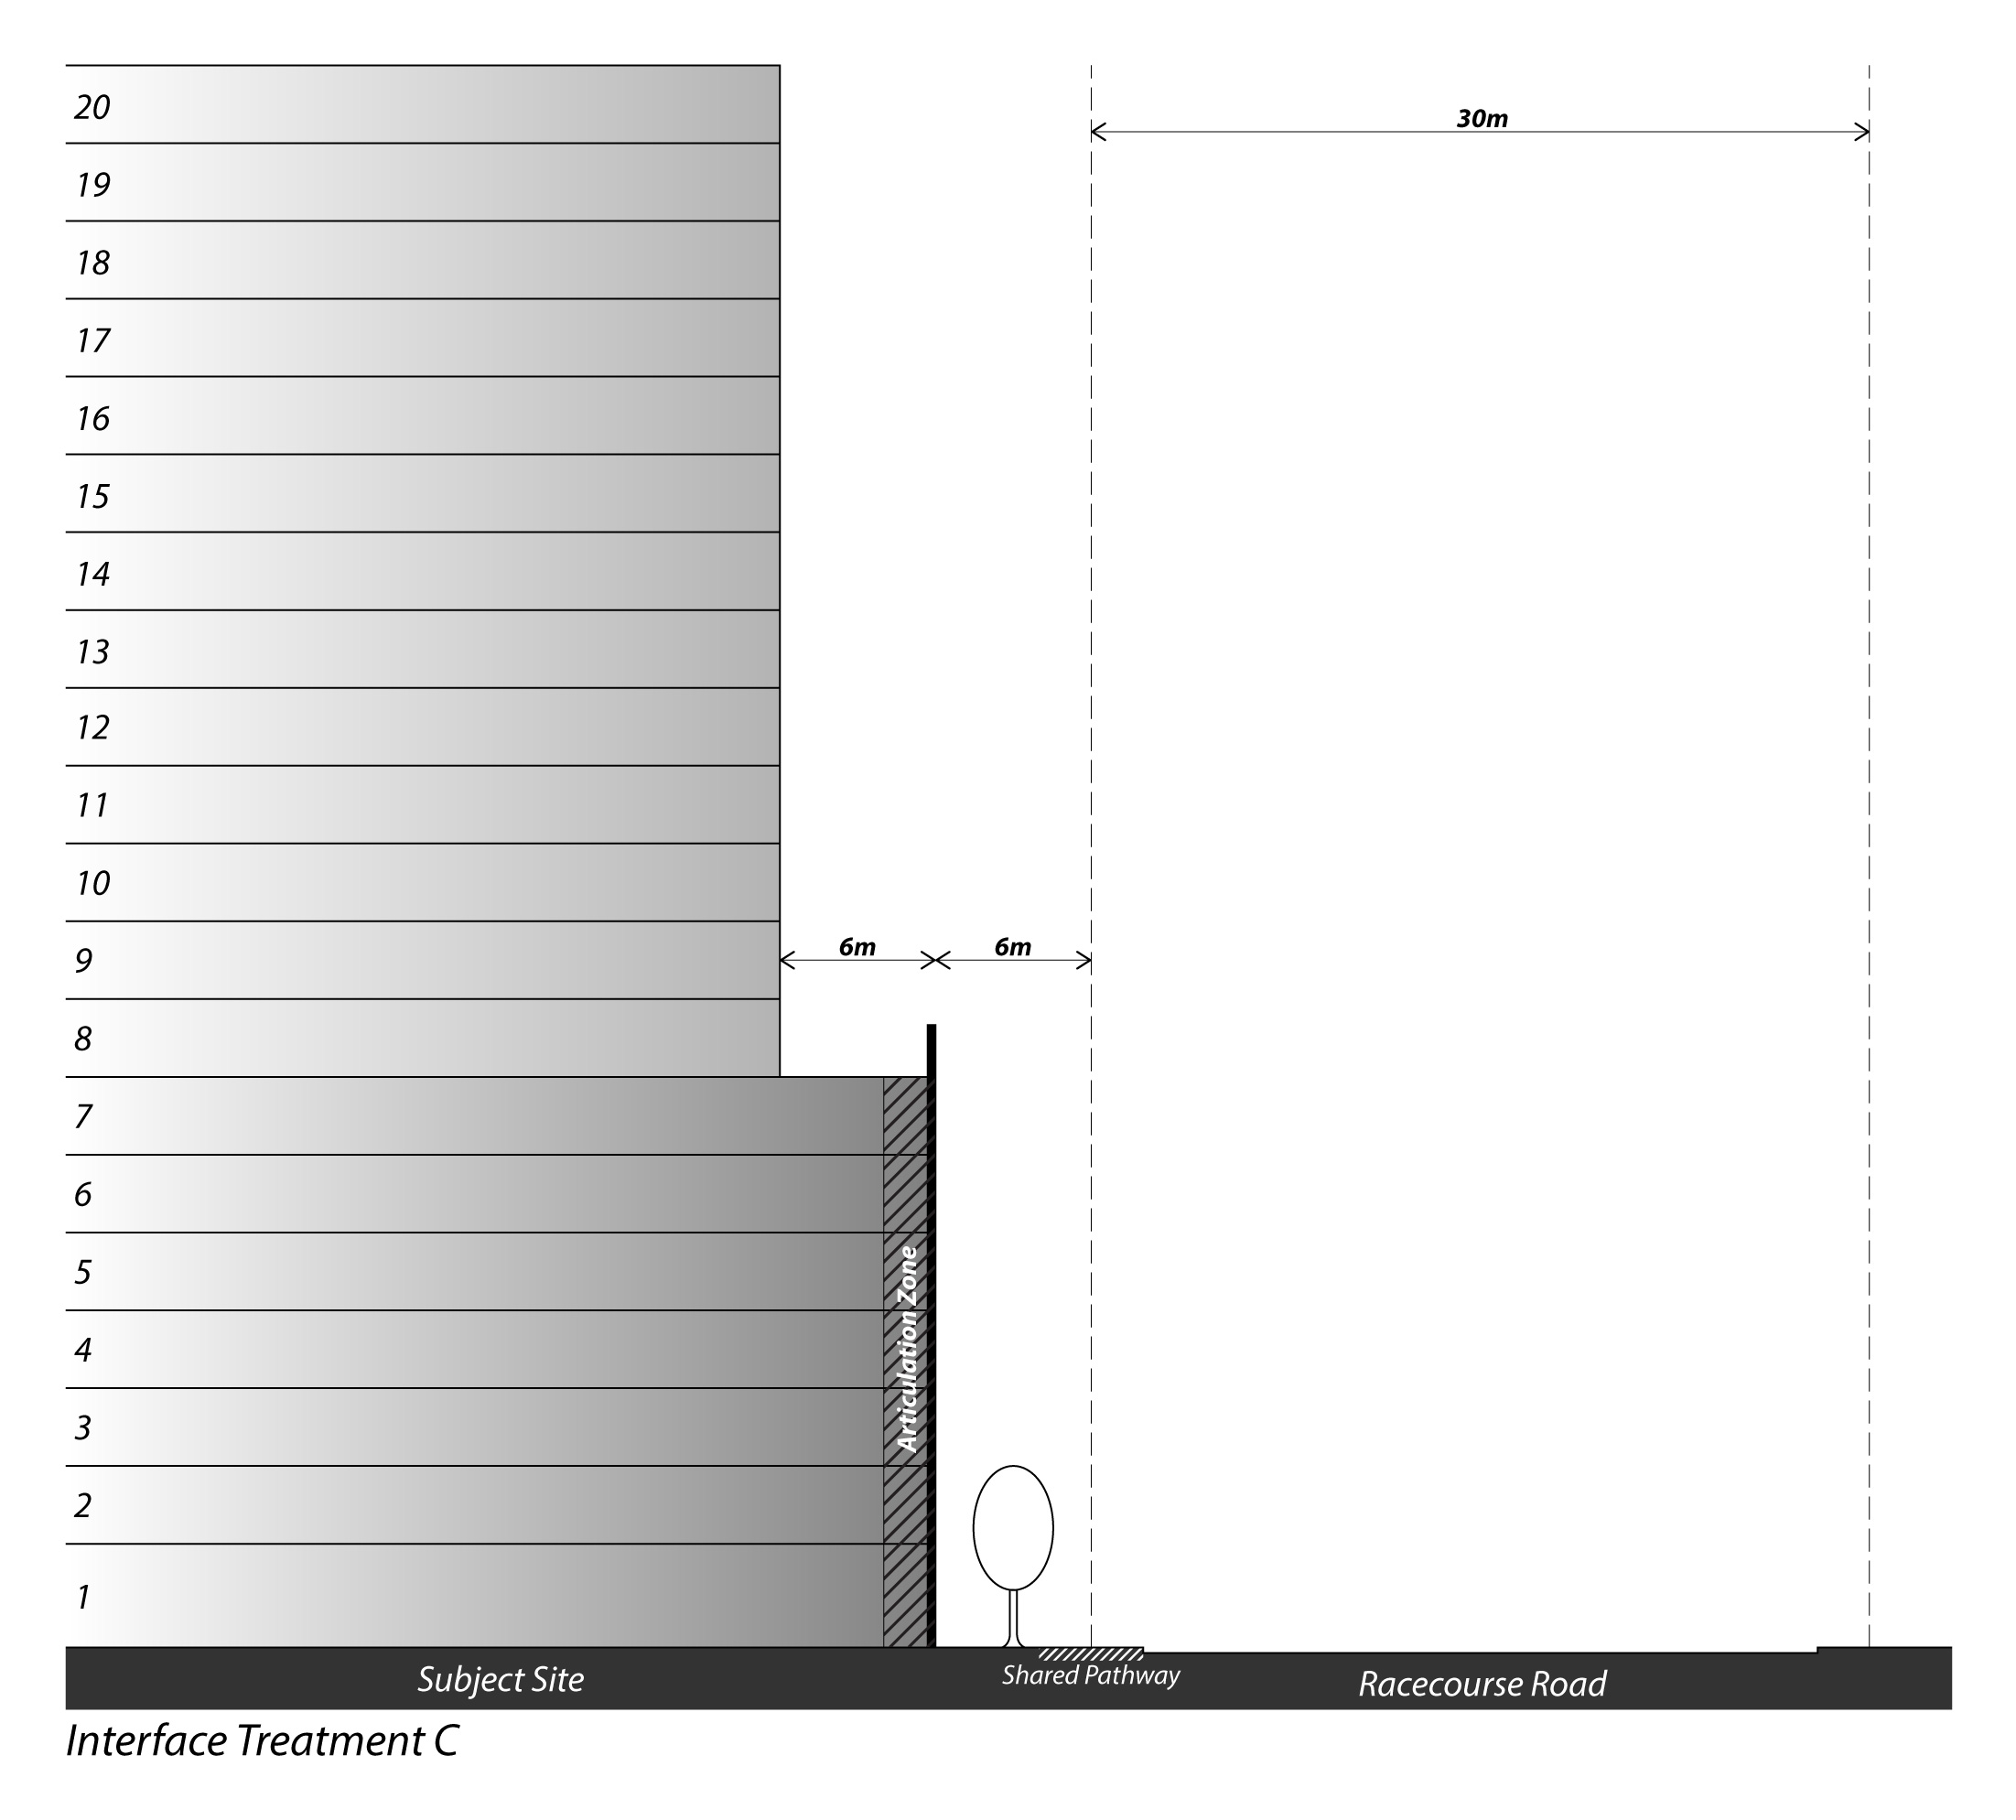 20
30m
19
18
17
16
15
14
13
12
11
10
9
6m
6m
8
7
6
5
4
3
2
1
Articulation Zone
Subject Site
Shared Pathway
Racecourse Road
Interface Treatment C